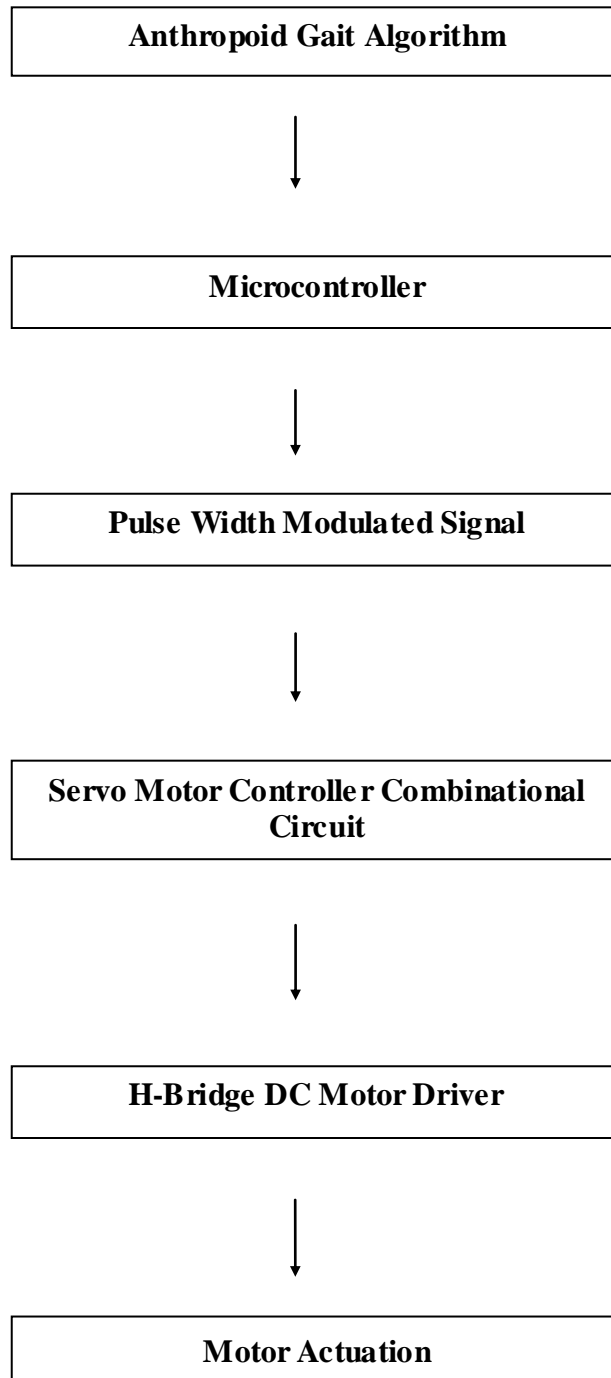 Anthropoid Gait Algorithm
Microcontroller
Pulse Width Modulated Signal
Servo Motor Controller Combinational
Circuit
H-Bridge DC Motor Driver
Motor Actuation